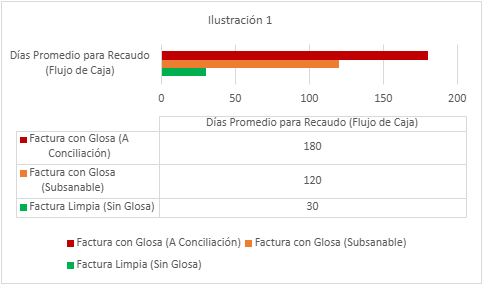 Ilustración 1
Días Promedio para Recaudo
(Flujo de Caja)
0 50 100 150 200
Días Promedio para Recaudo (Flujo de Caja)
Factura con Glosa (A
Conciliación)
180
Factura con Glosa
(Subsanable)
120
Factura Limpia (Sin Glosa)
30
Factura con Glosa (A Conciliación) Factura con Glosa (Subsanable)
Factura Limpia (Sin Glosa)